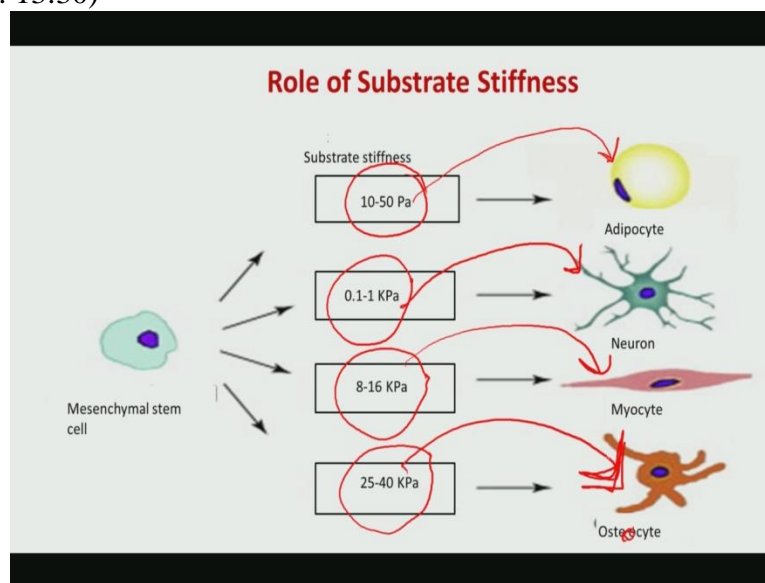 Role of Substrate Stiffness
Substrate stiffness
10-50 Pa
Adipocyte
0.1-1 KPa
Neuron
8-16 KPa
Myocyte
Mesenchymal stem
cell
25-40 KPa